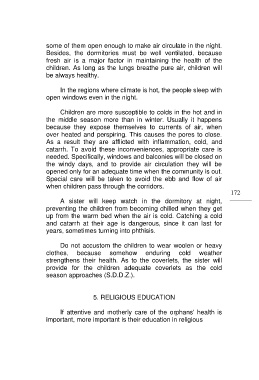 some of them open enough to make air circulate in the night.
Besides, the dormitories must be well ventilated, because
fresh air is a major factor in maintaining the health of the
children. As long as the lungs breathe pure air, children will
be always healthy.
In the regions where climate is hot, the people sleep with
open windows even in the night.
Children are more susceptible to colds in the hot and in
the middle season more than in winter. Usually it happens
because they expose themselves to currents of air, when
over heated and perspiring. This causes the pores to close.
As a result they are afflicted with inflammation, cold, and
catarrh. To avoid these inconveniences, appropriate care is
needed. Specifically, windows and balconies will be closed on
the windy days, and to provide air circulation they will be
opened only for an adequate time when the community is out.
Special care will be taken to avoid the ebb and flow of air
when children pass through the corridors.
172
A sister will keep watch in the dormitory at night,
preventing the children from becoming chilled when they get
up from the warm bed when the air is cold. Catching a cold
and catarrh at their age is dangerous, since it can last for
years, sometimes turning into phthisis.
Do not accustom the children to wear woolen or heavy
clothes, because somehow enduring cold weather
strengthens their health. As to the coverlets, the sister will
provide for the children adequate coverlets as the cold
season approaches (S.D.D.Z.).
5. RELIGIOUS EDUCATION
If attentive and motherly care of the orphans' health is
important, more important is their education in religious